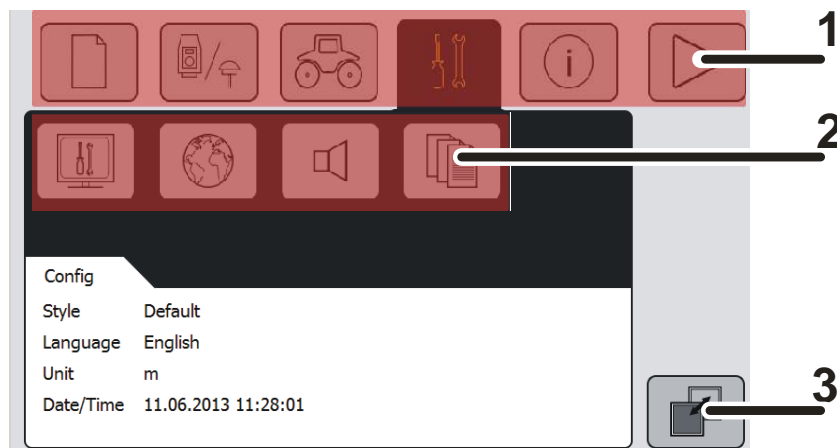 1
2
i
Config
Style Default
Language English
Unit m
Date/Time 11.06.2013 11:28:01
3